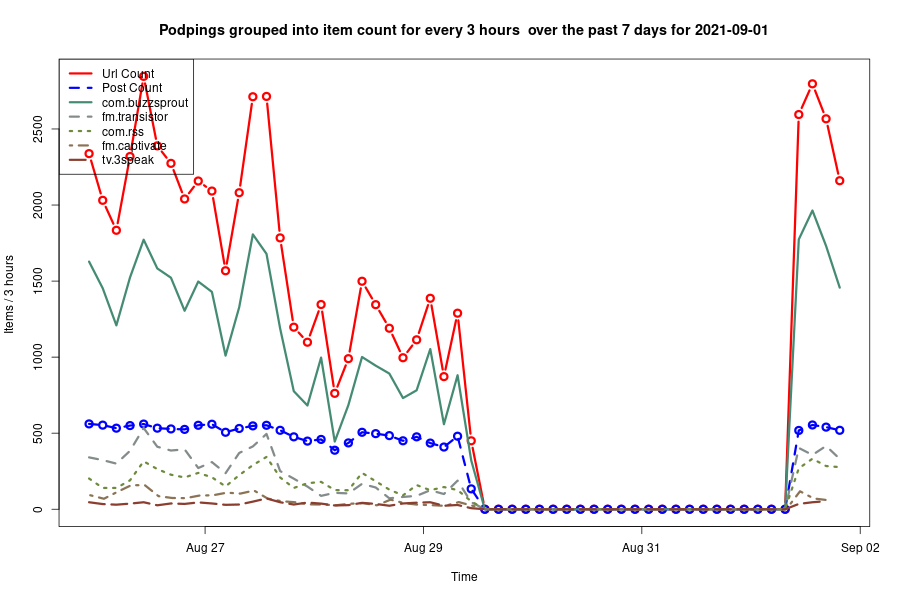 Podpings grouped into item count for every 3 hours  over the past 7 days for 2021-09-01
Url Count
Post Count
com.buzzsprout
fm.transistor
com.rss
fm.captivate
tv.3speak
Items / 3 hours
2500
2000
1500
1000
500
0
Aug 27
Aug 29
Aug 31
Sep 02
Time